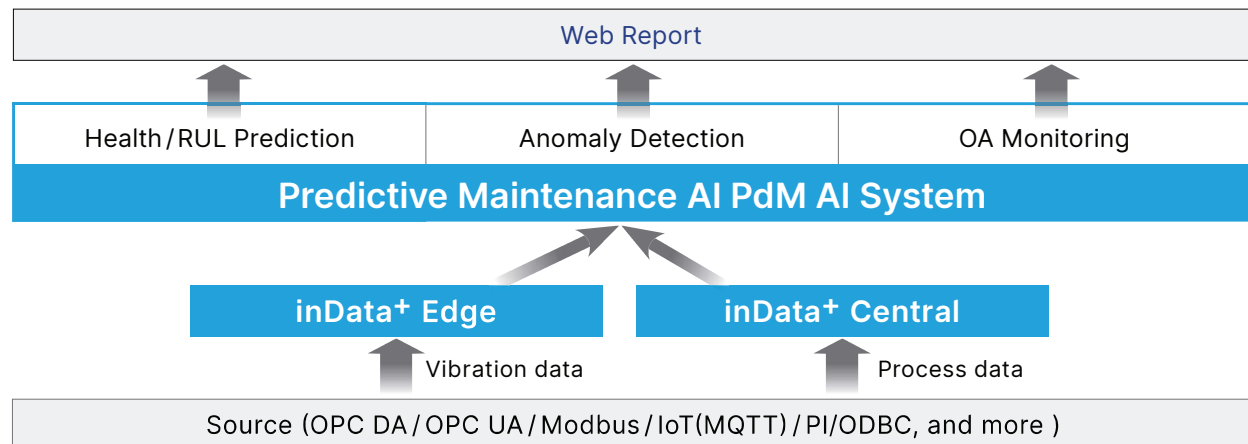 Web Report
Health/RUL Prediction
Anomaly Detection
OA Monitoring
Predictive Maintenance AI PdM AI System
inData+ Edge
inData+ Central
Vibration data
Process data
Source (OPC DA/OPC UA/Modbus/IoT(MQTT)/PI/ODBC, and more )